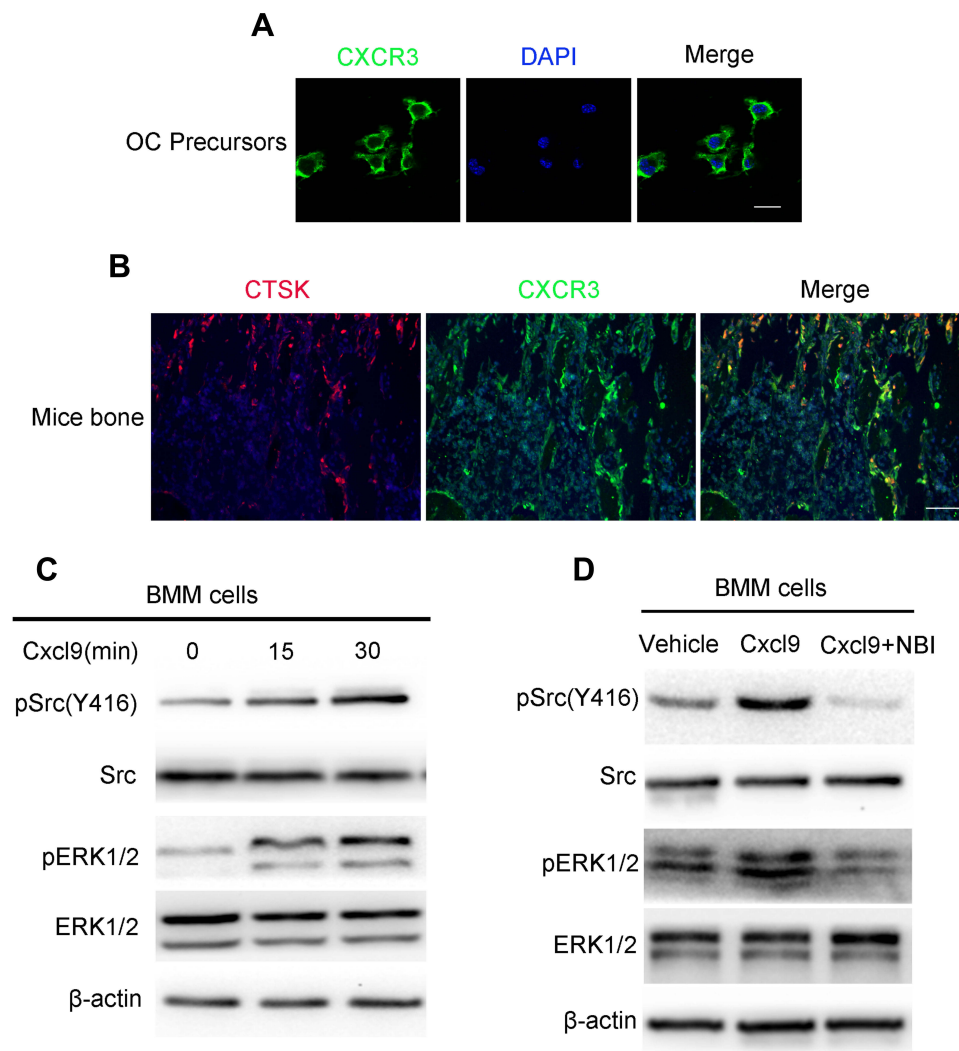 A
CXCR3 DAPI Merge
OC Precursors
B
CTSK CXCR3 Merge
Mice bone
C
BMM cells
Cxcl9(min) 0 15 30
pSrc(Y416)
Src
pERK1/2
ERK1/2
β-actin
D
BMM cells
Vehicle Cxcl9 Cxcl9+NBI
pSrc(Y416)
Src
pERK1/2
ERK1/2
β-actin